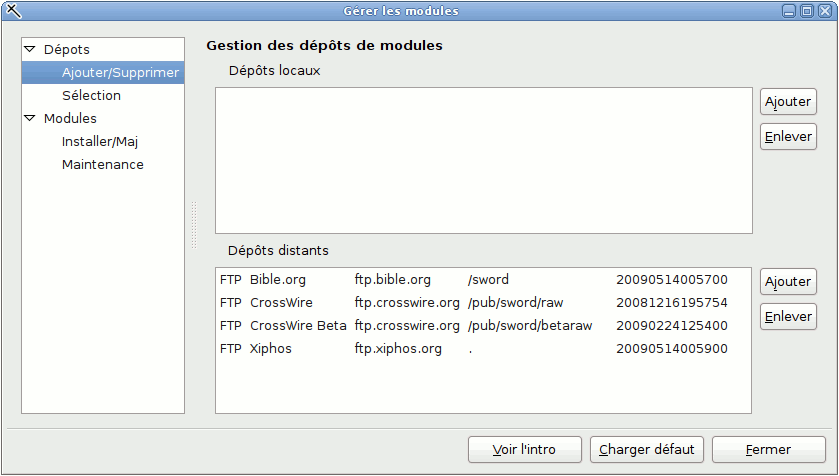 Gérer les modules
Dépots
Ajouter/Supprimer
Sélection
Modules
Installer/Maj
Maintenance
Gestion des dépôts de modules
Dépôts locaux
Ajouter
Enlever
Dépôts distants
FTP Bible.org ftp.bible.org /sword 20090514005700
FTP CrossWire ftp.crosswire.org /pub/sword/raw 20081216195754
FTP CrossWire Beta ftp.crosswire.org /pub/sword/betaraw 20090224125400
FTP Xiphos ftp.xiphos.org . 20090514005900
Ajouter
Enlever
Voir l'intro Charger défaut Fermer